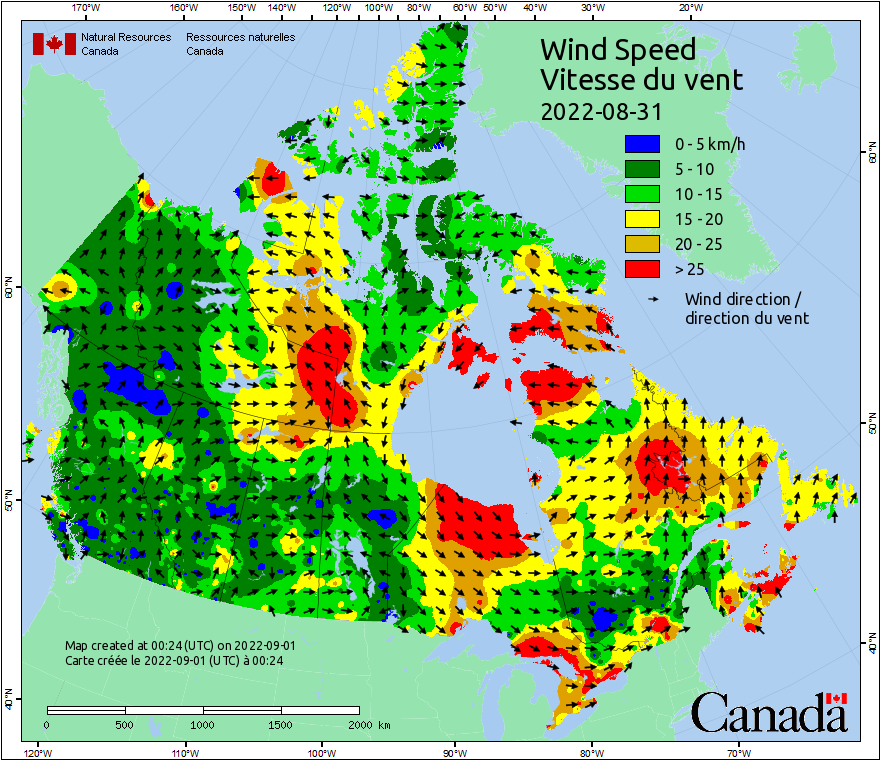 170°W 160°W 150°W 140°W 130°W 120°W 110°W 100°W 90°W 80°W 70°W 60°W 50°W 40°W 30°W 20°W
Natural Resources Ressources naturelles
Canada Canada
Wind Speed
Vitesse du vent
2022-08-31
0 - 5 km/h
5 - 10
10 - 15
15 - 20
20 - 25
> 25
Wind direction /
direction du vent
60°N
60°N
50°N
50°N
40°N
40°N
Map created at 00:24 (UTC) on 2022-09-01
Carte créée le 2022-09-01 (UTC) à 00:24
0 500 1000 1500 2000 km
Canada
120°W 110°W 100°W 90°W 80°W 70°W